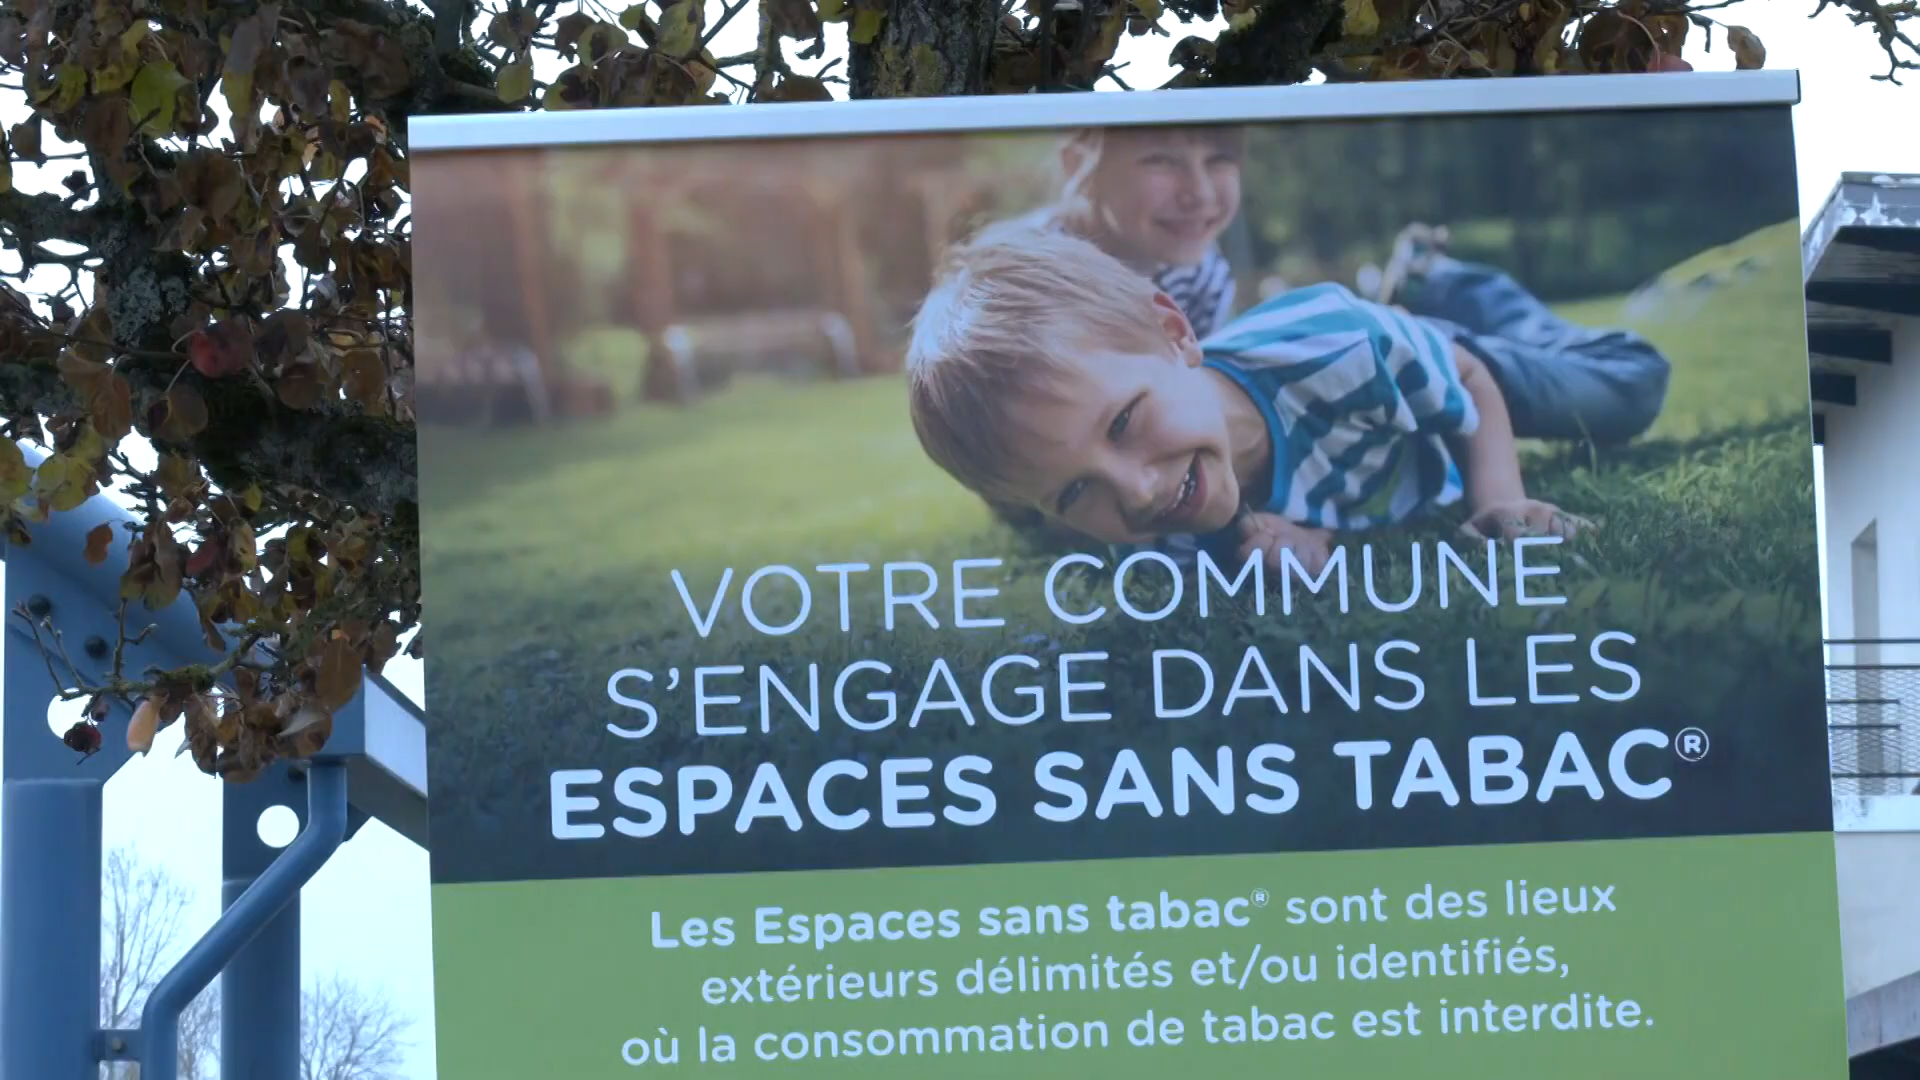 VOTRE COMMUNE
S'ENGAGE DANS LES
ESPACES SANS TABAC®
Les Espaces sans tabac® sont des lieux
extérieurs délimités et/ou identifiés,
où la consommation de tabac est interdite.